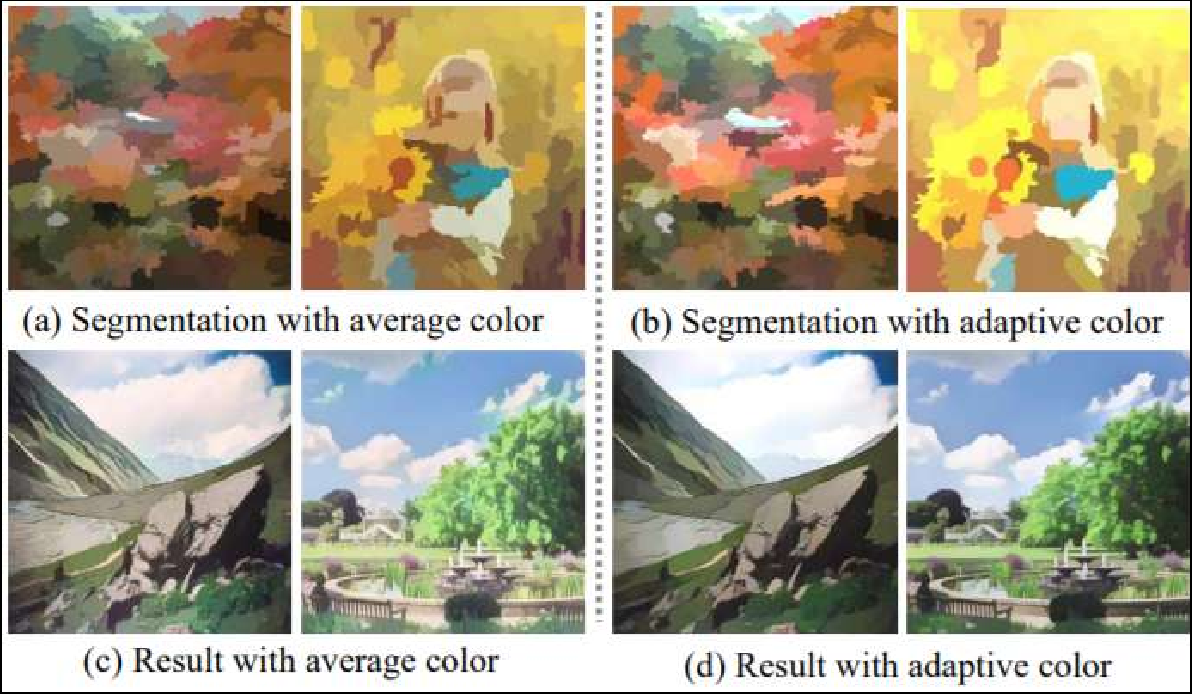 (a) Segmentation with average color
(b) Segmentation with adaptive color
(c) Result with average color
(d) Result with adaptive color